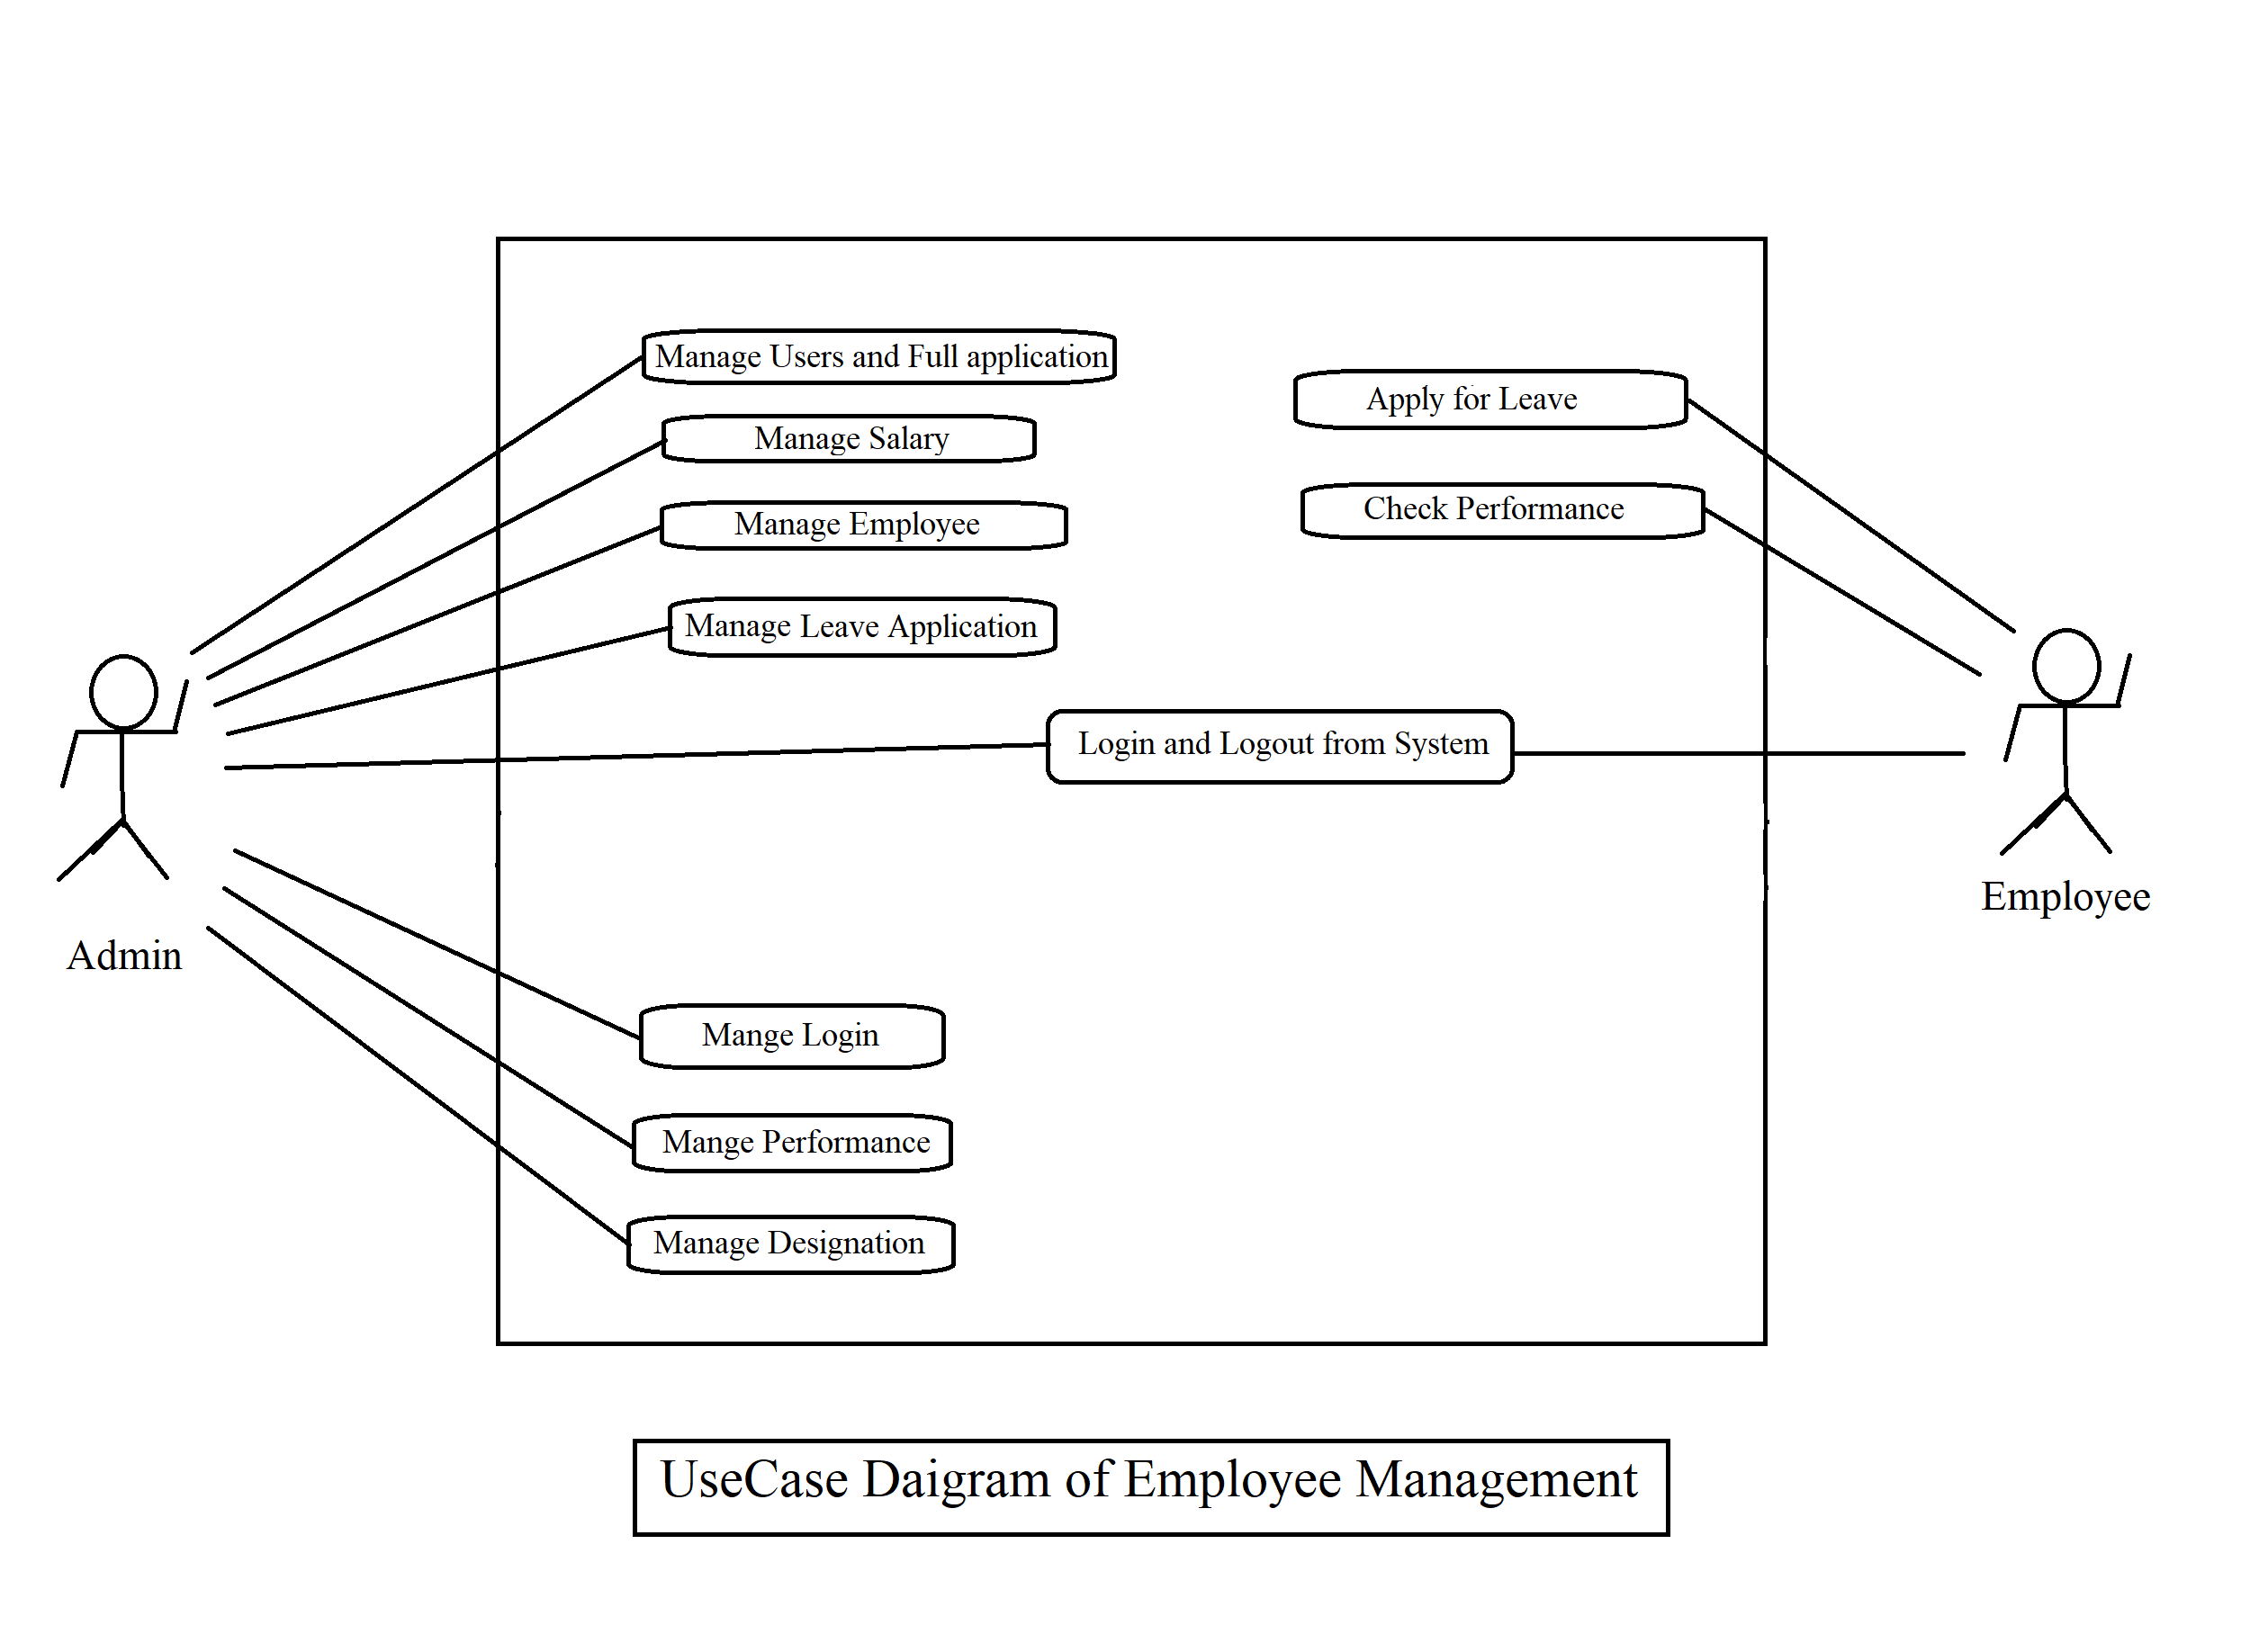 Manage Users and Full application
Manage Salary
Manage Employee
Manage Leave Application
Apply for Leave
Check Performance
Login and Logout from System
Admin
Employee
Mange Login
Mange Performance
Manage Designation
UseCase Daigram of Employee Management